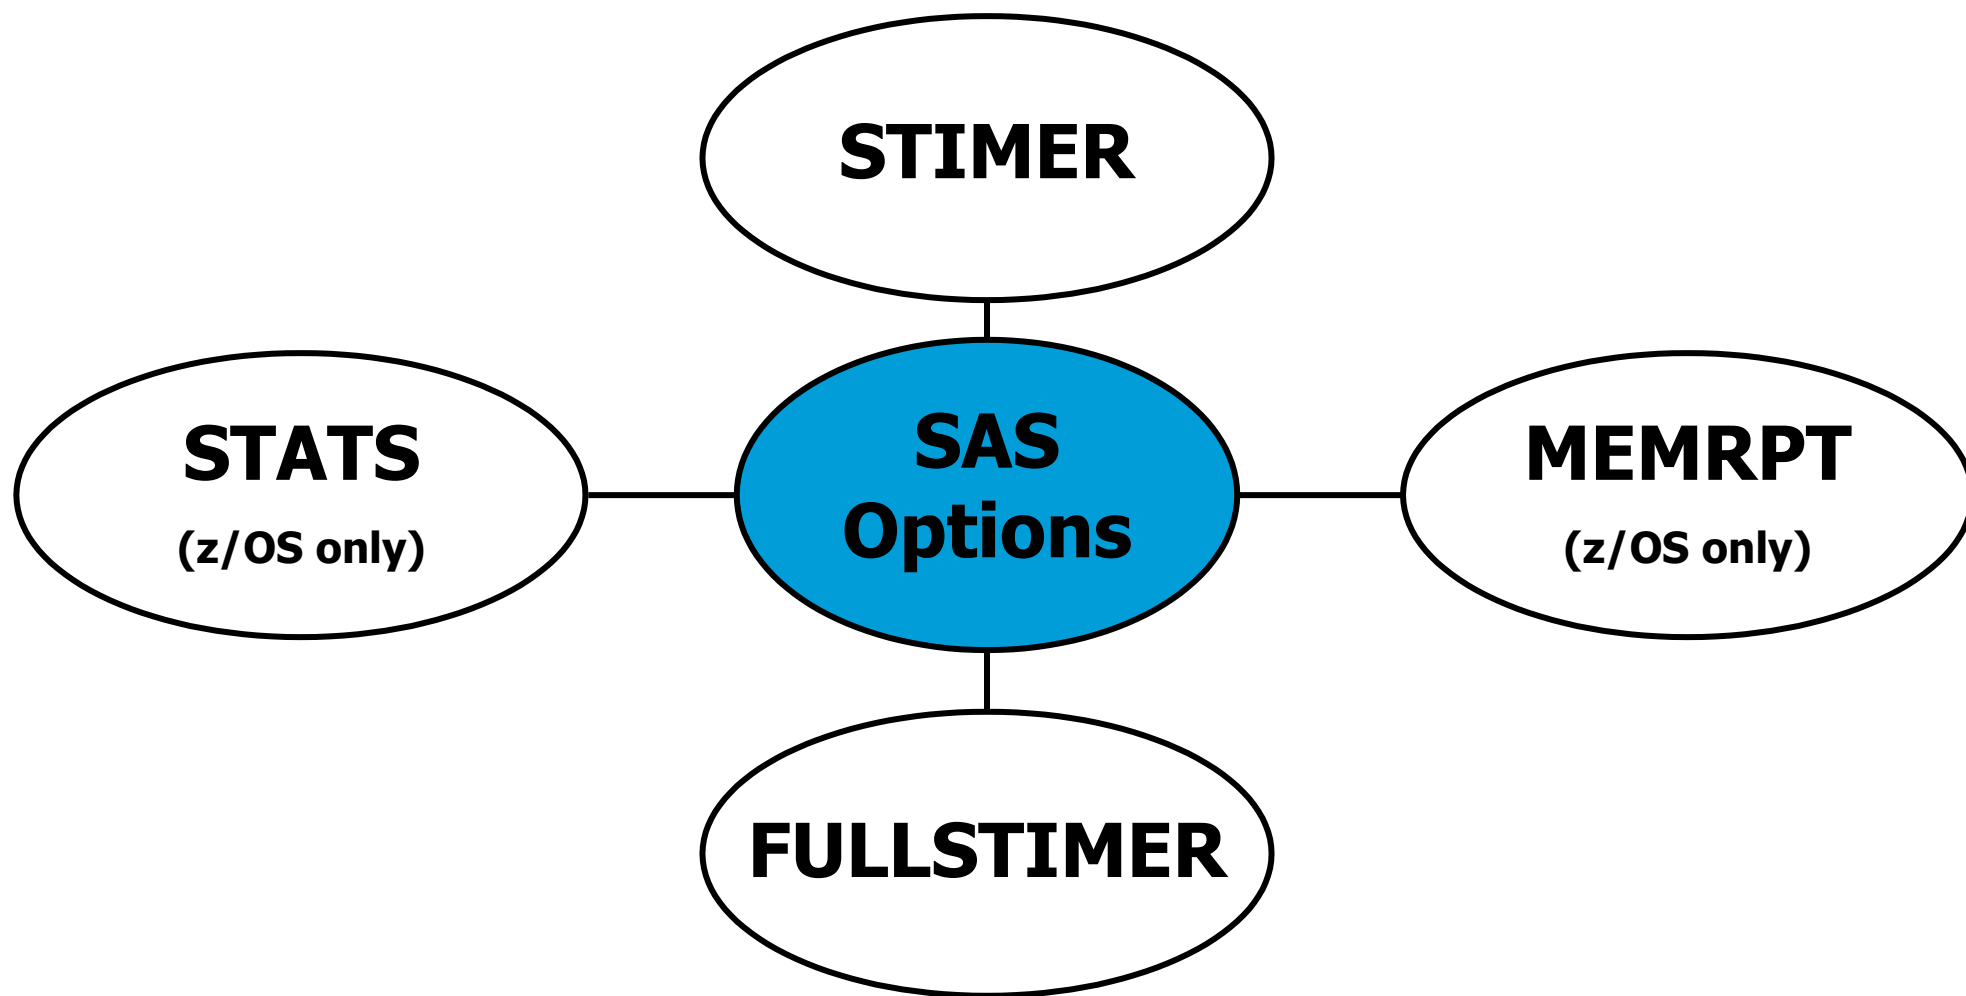 STIMER
STATS
(z/OS only)
SAS
Options
MEMRPT
(z/OS only)
FULLSTIMER